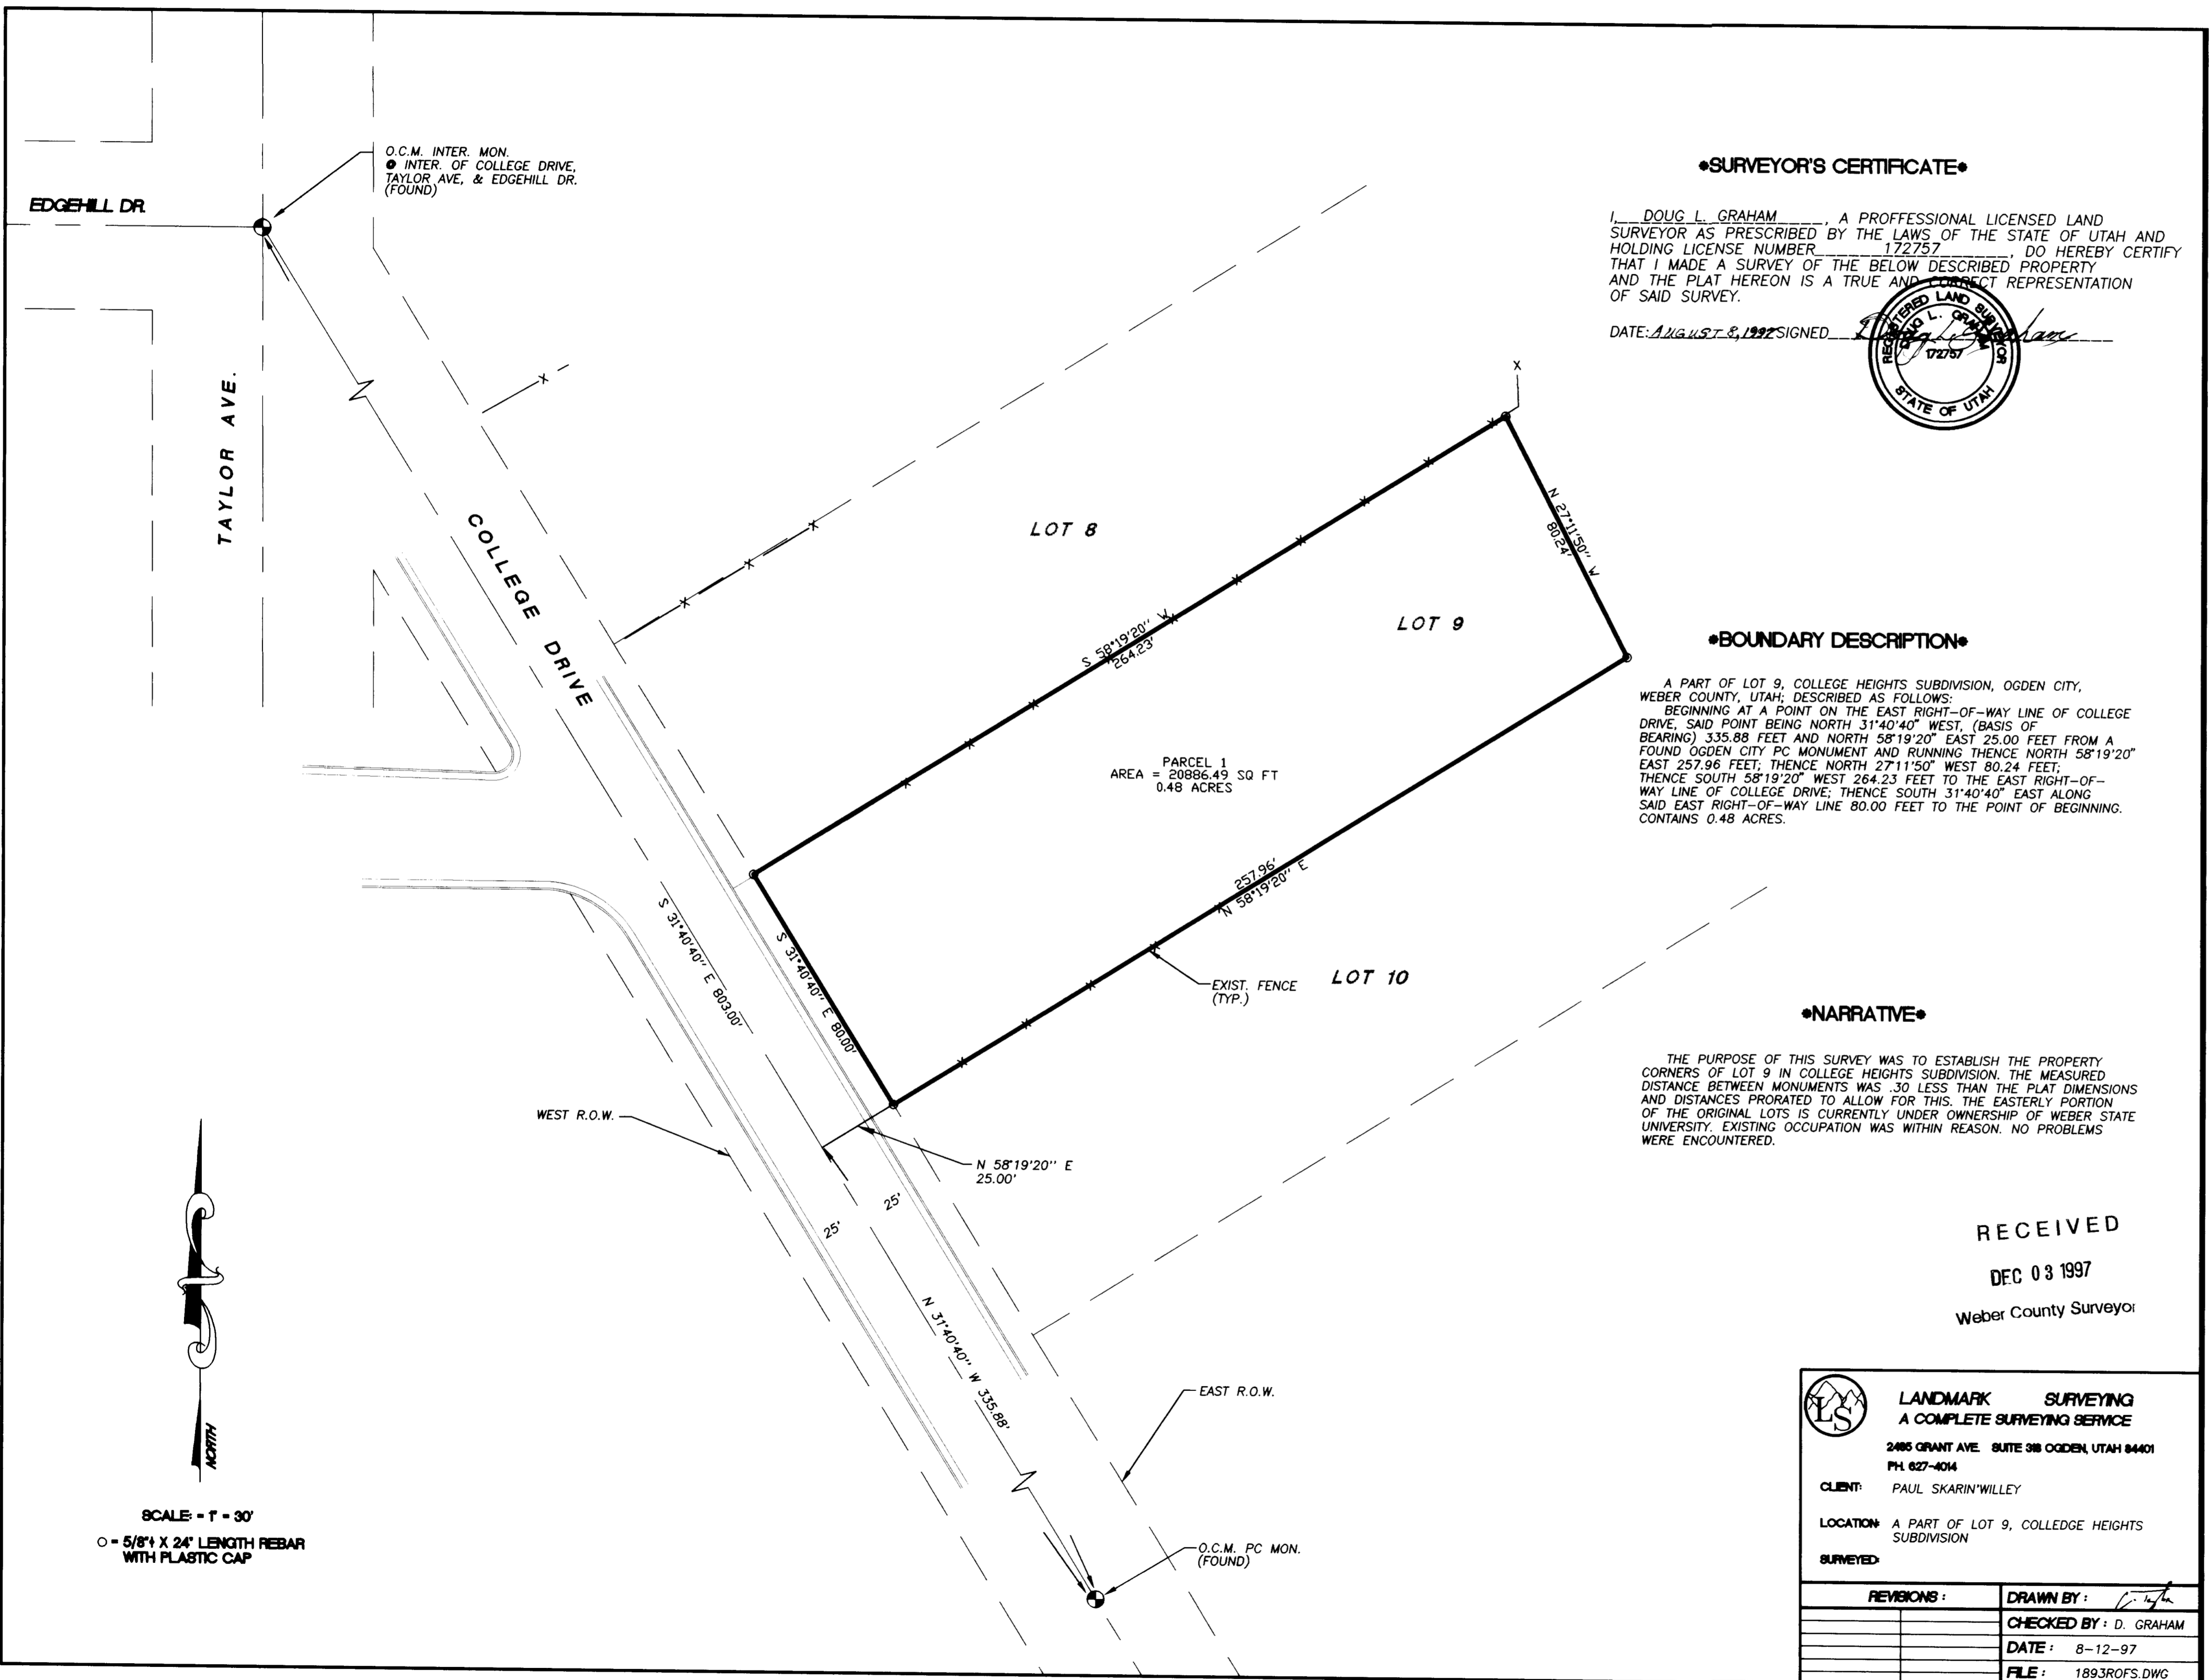 EDGEHILL DR.
O.C.M. INTER. MON.
@ INTER. OF COLLEGE DRIVE,
TAYLOR AVE, & EDGEHILL DR.
(FOUND)
TAYLOR AVE.
COLLEGE DRIVE
LOT 8
X
LOT 9
N 27°11'50" W
80.24'
S 58°19'20" W
264.23'
PARCEL 1
AREA = 20886.49 SQ FT
0.48 ACRES
257.96'
N 58°19'20" E
S 31°40'40" E 803.00'
S 31°40'40" E 80.00'
EXIST. FENCE
(TYP.)
LOT 10
WEST R.O.W.
N 58°19'20" E
25.00'
25'
25'
N 31°40'40" W 335.88'
EAST R.O.W.
O.C.M. PC MON.
(FOUND)
NORTH
SCALE: = 1" = 30'
○ = 5/8"ϕ X 24" LENGTH REBAR
WITH PLASTIC CAP
*SURVEYOR'S CERTIFICATE*
I, DOUG L. GRAHAM, A PROFFESSIONAL LICENSED LAND
SURVEYOR AS PRESCRIBED BY THE LAWS OF THE STATE OF UTAH AND
HOLDING LICENSE NUMBER 172757, DO HEREBY CERTIFY
THAT I MADE A SURVEY OF THE BELOW DESCRIBED PROPERTY
AND THE PLAT HEREON IS A TRUE AND CORRECT REPRESENTATION
OF SAID SURVEY.
DATE: AUGUST 8, 1997 SIGNED Doug L. Graham
REGISTERED LAND SURVEYOR
DOUG L. GRAHAM
172757
STATE OF UTAH
*BOUNDARY DESCRIPTION*
A PART OF LOT 9, COLLEGE HEIGHTS SUBDIVISION, OGDEN CITY,
WEBER COUNTY, UTAH; DESCRIBED AS FOLLOWS:
BEGINNING AT A POINT ON THE EAST RIGHT-OF-WAY LINE OF COLLEGE
DRIVE, SAID POINT BEING NORTH 31°40'40" WEST, (BASIS OF
BEARING) 335.88 FEET AND NORTH 58°19'20" EAST 25.00 FEET FROM A
FOUND OGDEN CITY PC MONUMENT AND RUNNING THENCE NORTH 58°19'20"
EAST 257.96 FEET; THENCE NORTH 27°11'50" WEST 80.24 FEET;
THENCE SOUTH 58°19'20" WEST 264.23 FEET TO THE EAST RIGHT-OF-
WAY LINE OF COLLEGE DRIVE; THENCE SOUTH 31°40'40" EAST ALONG
SAID EAST RIGHT-OF-WAY LINE 80.00 FEET TO THE POINT OF BEGINNING.
CONTAINS 0.48 ACRES.
*NARRATIVE*
THE PURPOSE OF THIS SURVEY WAS TO ESTABLISH THE PROPERTY
CORNERS OF LOT 9 IN COLLEGE HEIGHTS SUBDIVISION. THE MEASURED
DISTANCE BETWEEN MONUMENTS WAS .30 LESS THAN THE PLAT DIMENSIONS
AND DISTANCES PRORATED TO ALLOW FOR THIS. THE EASTERLY PORTION
OF THE ORIGINAL LOTS IS CURRENTLY UNDER OWNERSHIP OF WEBER STATE
UNIVERSITY. EXISTING OCCUPATION WAS WITHIN REASON. NO PROBLEMS
WERE ENCOUNTERED.
RECEIVED
DEC 03 1997
Weber County Surveyor
LS
LANDMARK SURVEYING
A COMPLETE SURVEYING SERVICE
2485 GRANT AVE. SUITE 318 OGDEN, UTAH 84401
PH. 627-4014
CLIENT: PAUL SKARIN'WILLEY
LOCATION: A PART OF LOT 9, COLLEDGE HEIGHTS
SUBDIVISION
SURVEYED:
REVISIONS :
DRAWN BY :
CHECKED BY : D. GRAHAM
DATE : 8-12-97
FILE : 1893ROFS.DWG